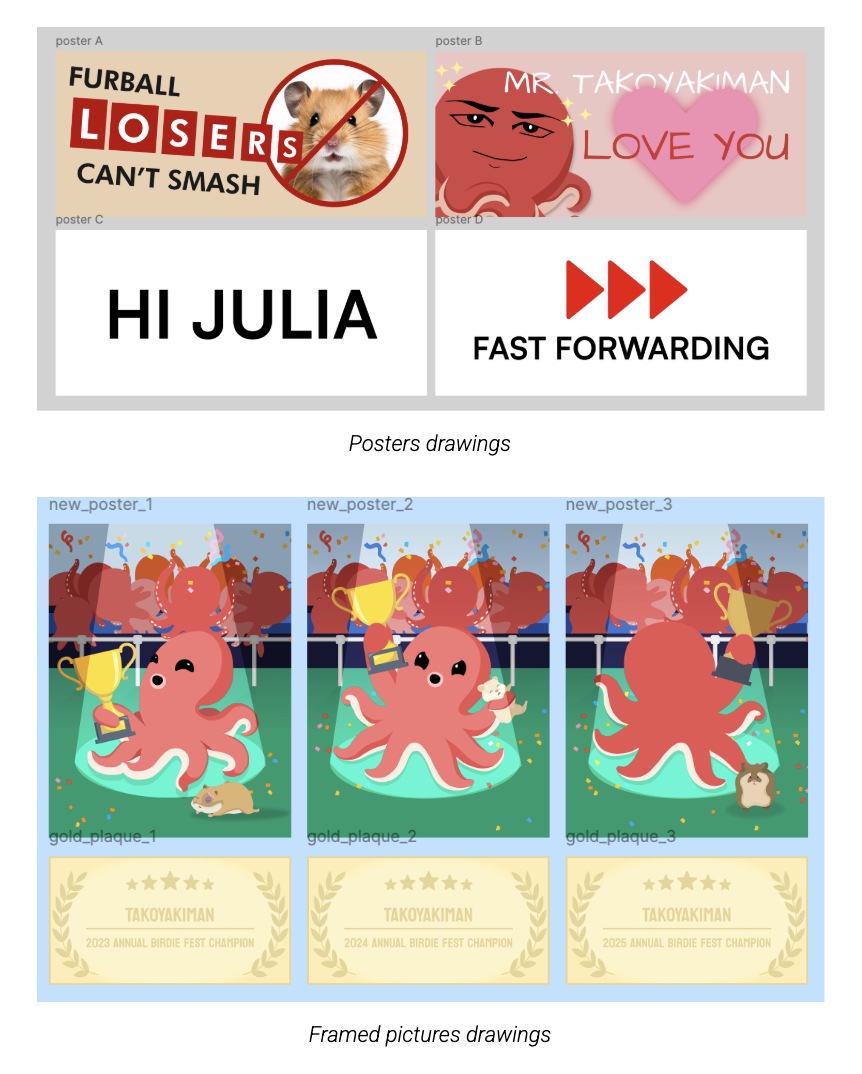 poster A
poster B
FURBALL
LOSERS
CAN'T SMASH
MR. TAKOYAKIMAN
LOVE YOU
poster C
poster D
HI JULIA
FAST FORWARDING
Posters drawings
new_poster_1
new_poster_2
new_poster_3
gold_plaque_1
gold_plaque_2
gold_plaque_3
TAKOYAKIMAN
2023 ANNUAL BIRDIE FEST CHAMPION
TAKOYAKIMAN
2024 ANNUAL BIRDIE FEST CHAMPION
TAKOYAKIMAN
2025 ANNUAL BIRDIE FEST CHAMPION
Framed pictures drawings